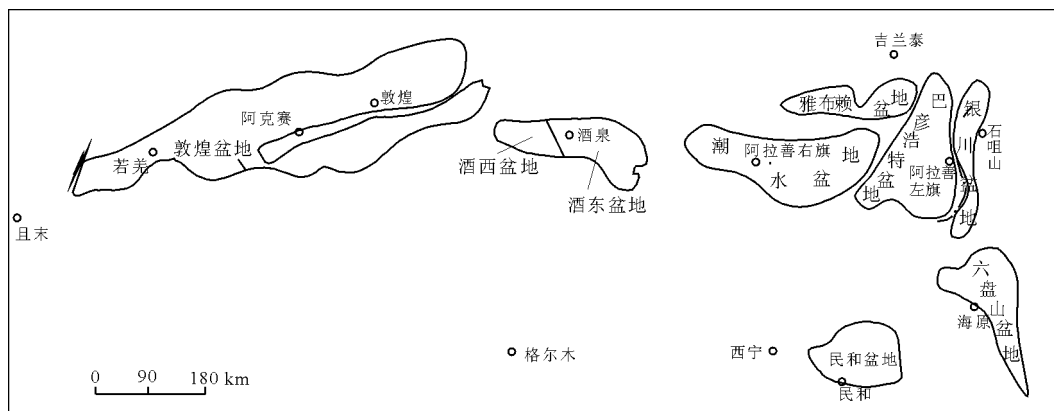 吉兰泰
雅布赖盆地
巴彦浩特盆地
银川盆地
石咀山
敦煌
阿克赛
若羌
敦煌盆地
酒泉
酒西盆地
酒东盆地
潮水盆地
阿拉善右旗
阿拉善
左旗
且末
六盘山盆地
海原
格尔木
西宁
民和盆地
民和
0 90 180 km